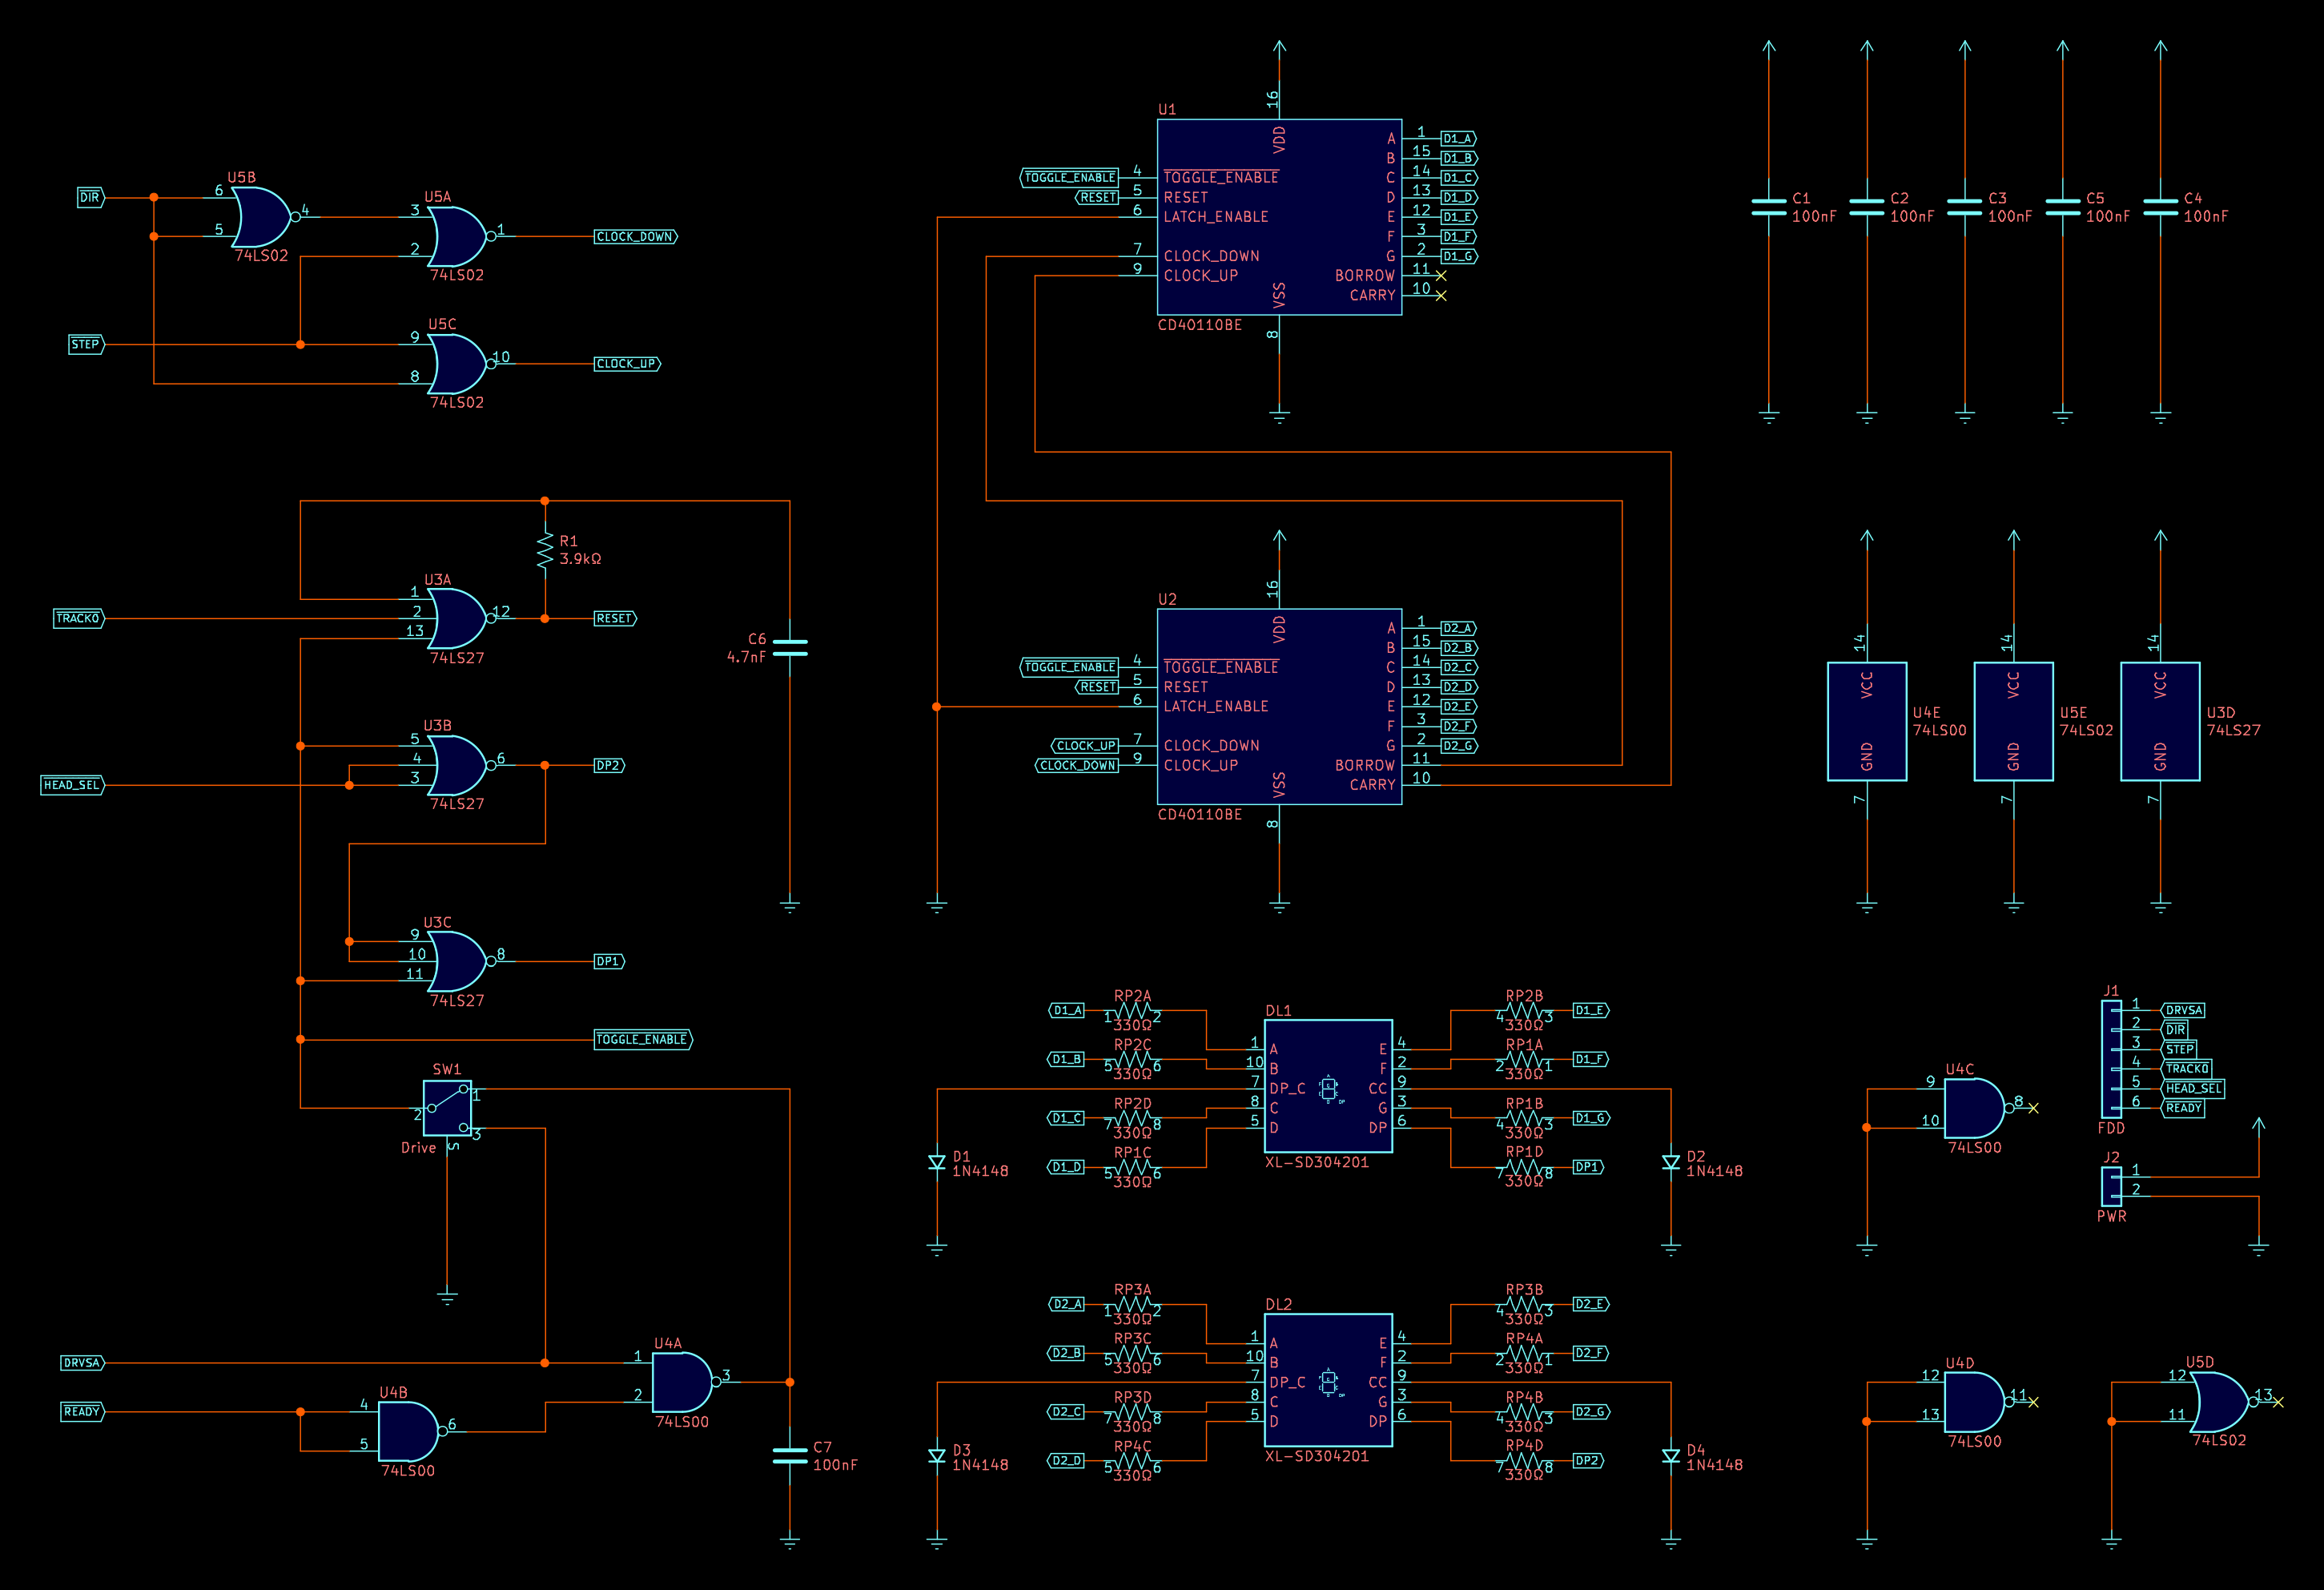 DIR
6
5
U5B
4
74LS02
3
2
U5A
1
74LS02
CLOCK_DOWN
STEP
9
8
U5C
10
74LS02
CLOCK_UP
R1
3.9kΩ
TRACK0
1
2
13
U3A
12
74LS27
RESET
HEAD_SEL
5
4
3
U3B
6
74LS27
DP2
C6
4.7nF
9
10
11
U3C
8
74LS27
DP1
TOGGLE_ENABLE
SW1
1
2
3
S
Drive
DRVSA
READY
4
5
U4B
6
74LS00
U4A
1
2
3
74LS00
C7
100nF
U1
16
VDD
TOGGLE_ENABLE 4 TOGGLE_ENABLE
RESET 5 RESET
6 LATCH_ENABLE
7 CLOCK_DOWN
9 CLOCK_UP
A 1 D1_A
B 15 D1_B
C 14 D1_C
D 13 D1_D
E 12 D1_E
F 3 D1_F
G 2 D1_G
BORROW 11
CARRY 10
VSS
8
CD40110BE
U2
16
VDD
TOGGLE_ENABLE 4 TOGGLE_ENABLE
RESET 5 RESET
6 LATCH_ENABLE
CLOCK_UP 7 CLOCK_DOWN
CLOCK_DOWN 9 CLOCK_UP
A 1 D2_A
B 15 D2_B
C 14 D2_C
D 13 D2_D
E 12 D2_E
F 3 D2_F
G 2 D2_G
BORROW 11
CARRY 10
VSS
8
CD40110BE
C1
100nF
C2
100nF
C3
100nF
C5
100nF
C4
100nF
14
VCC
GND
7
U4E
74LS00
14
VCC
GND
7
U5E
74LS02
14
VCC
GND
7
U3D
74LS27
D1_A 1 RP2A 2
330Ω
D1_B 5 RP2C 6
330Ω
D1_C 7 RP2D 8
330Ω
D1_D 5 RP1C 6
330Ω
DL1
1 A
10 B
7 DP_C
8 C
5 D
E 4
F 2
CC 9
G 3
DP 6
XL-SD304201
4 RP2B 3 D1_E
330Ω
2 RP1A 1 D1_F
330Ω
4 RP1B 3 D1_G
330Ω
7 RP1D 8 DP1
330Ω
D1
1N4148
D2
1N4148
D2_A 1 RP3A 2
330Ω
D2_B 5 RP3C 6
330Ω
D2_C 7 RP3D 8
330Ω
D2_D 5 RP4C 6
330Ω
DL2
1 A
10 B
7 DP_C
8 C
5 D
E 4
F 2
CC 9
G 3
DP 6
XL-SD304201
4 RP3B 3 D2_E
330Ω
2 RP4A 1 D2_F
330Ω
4 RP4B 3 D2_G
330Ω
7 RP4D 8 DP2
330Ω
D3
1N4148
D4
1N4148
U4C
9
10
8
74LS00
J1
1 DRVSA
2 DIR
3 STEP
4 TRACK0
5 HEAD_SEL
6 READY
FDD
J2
1
2
PWR
U4D
12
13
11
74LS00
U5D
12
11
13
74LS02